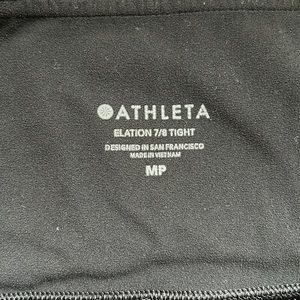 ATHLETA
ELATION 7/8 TIGHT
DESIGNED IN SAN FRANCISCO
MADE IN VIETNAM
MP